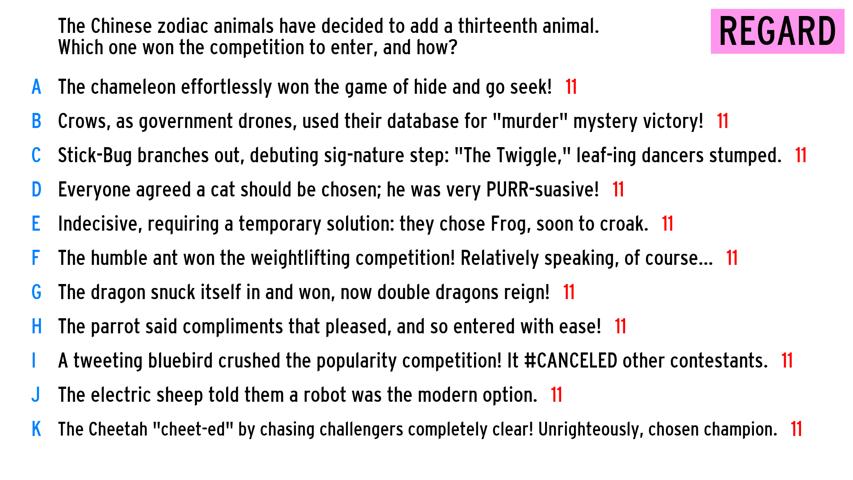 The Chinese zodiac animals have decided to add a thirteenth animal.
Which one won the competition to enter, and how?
REGARD
A The chameleon effortlessly won the game of hide and go seek! 11
B Crows, as government drones, used their database for "murder" mystery victory! 11
C Stick-Bug branches out, debuting sig-nature step: "The Twiggle," leaf-ing dancers stumped. 11
D Everyone agreed a cat should be chosen; he was very PURR-suasive! 11
E Indecisive, requiring a temporary solution: they chose Frog, soon to croak. 11
F The humble ant won the weightlifting competition! Relatively speaking, of course... 11
G The dragon snuck itself in and won, now double dragons reign! 11
H The parrot said compliments that pleased, and so entered with ease! 11
I A tweeting bluebird crushed the popularity competition! It #CANCELED other contestants. 11
J The electric sheep told them a robot was the modern option. 11
K The Cheetah "cheet-ed" by chasing challengers completely clear! Unrighteously, chosen champion. 11